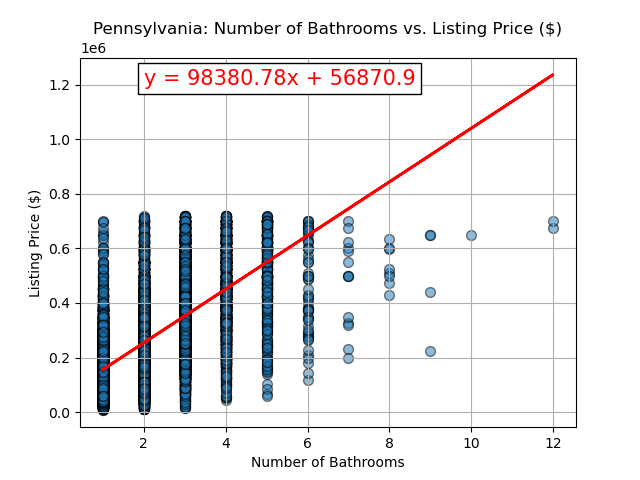 Pennsylvania: Number of Bathrooms vs. Listing Price ($)
1e6
y = 98380.78x + 56870.9
1.2
1.0
0.8
0.6
0.4
0.2
0.0
Listing Price ($)
2 4 6 8 10 12
Number of Bathrooms